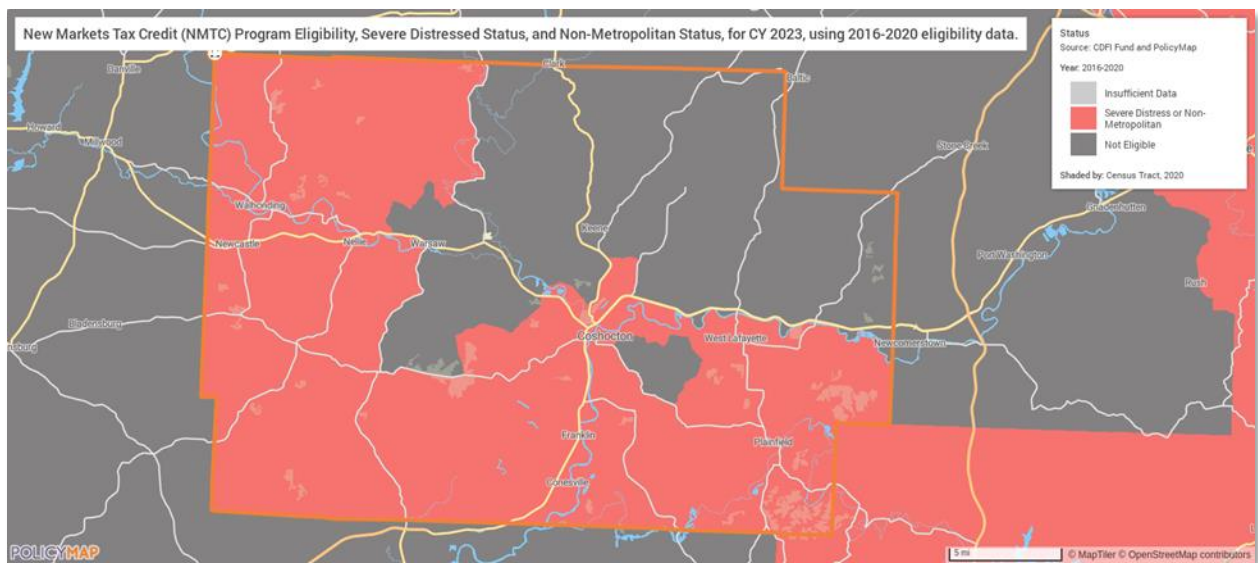 New Markets Tax Credit (NMTC) Program Eligibility, Severe Distressed Status, and Non-Metropolitan Status, for CY 2023, using 2016-2020 eligibility data.
Status
Source: CDFI Fund and PolicyMap
Year: 2016-2020
Insufficient Data
Severe Distress or Non-
Metropolitan
Not Eligible
Shaded by: Census Tract, 2020
Danville
Clark
Baltic
Howard
Millwood
Stone Creek
Walhonding
Gnadenhutten
Keene
Newcastle
Nellie
Warsaw
Port Washington
Rush
Bladensburg
nsburg
Coshocton
West Lafayette
Newcomerstown
Franklin
Plainfield
Conesville
POLICYMAP
5 mi
© MapTiler © OpenStreetMap contributors